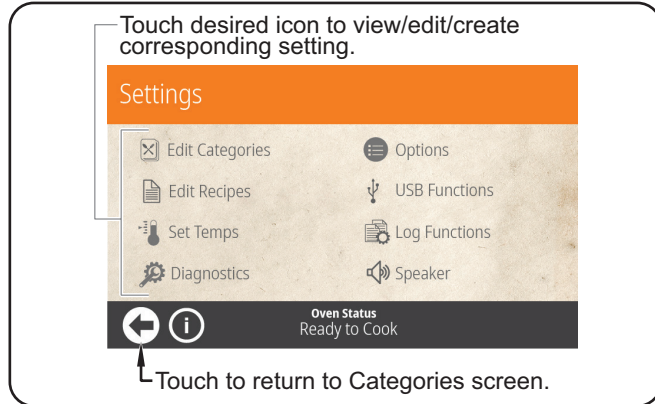 Touch desired icon to view/edit/create
corresponding setting.
Settings
Edit Categories
Options
Edit Recipes
USB Functions
Set Temps
Log Functions
Diagnostics
Speaker
i
Oven Status
Ready to Cook
Touch to return to Categories screen.